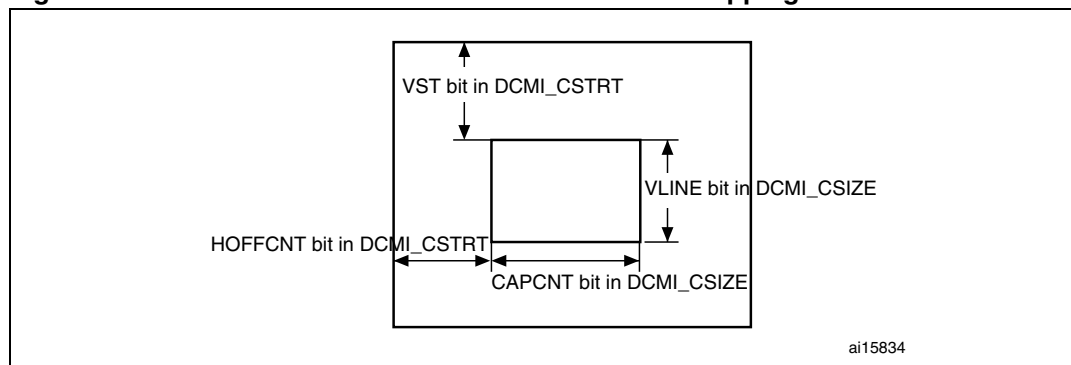 VST bit in DCMI_CSTRT
VLINE bit in DCMI_CSIZE
HOFFCNT bit in DCMI_CSTRT
CAPCNT bit in DCMI_CSIZE
ai15834